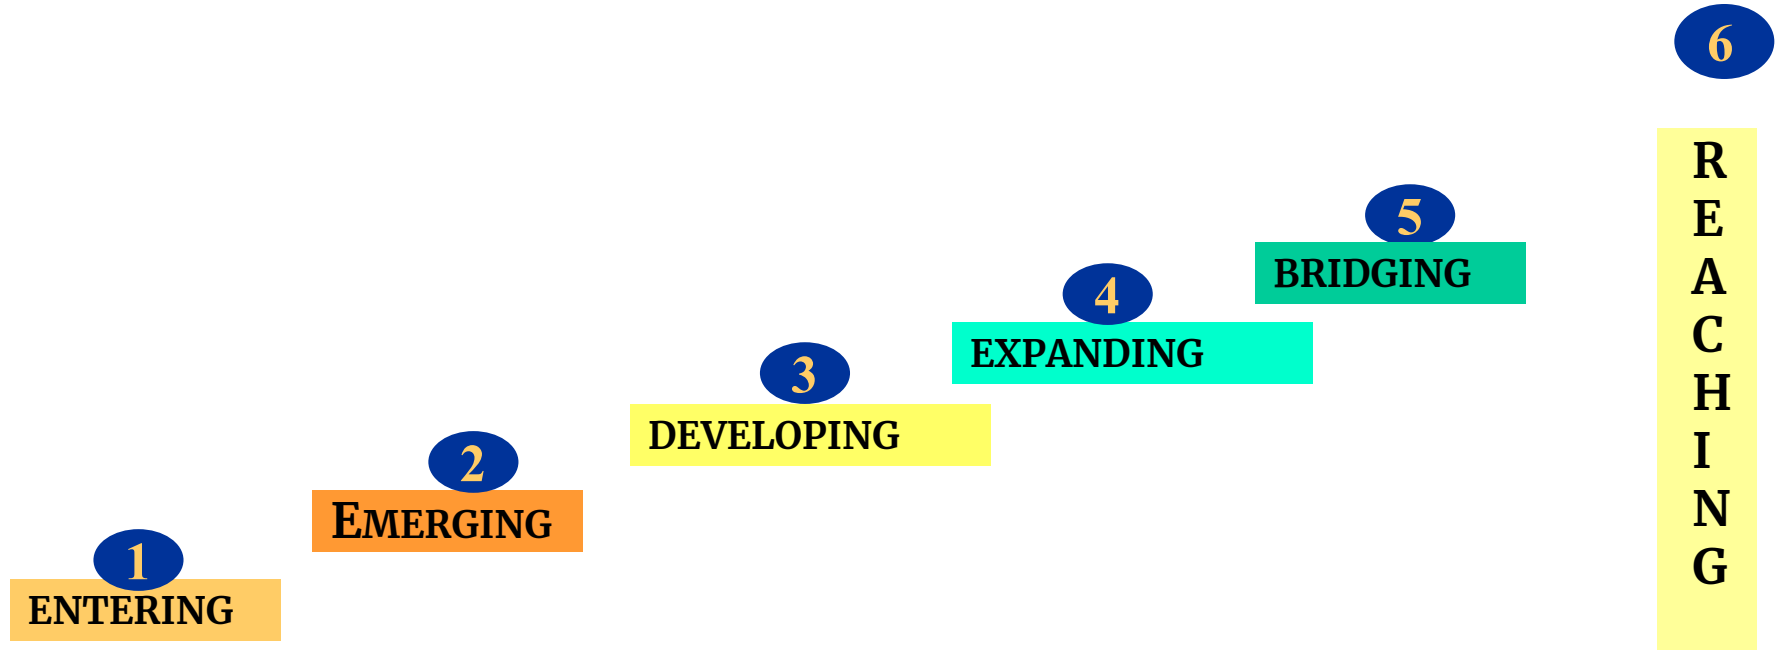 1
ENTERING
2
EMERGING
3
DEVELOPING
4
EXPANDING
5
BRIDGING
6
R
E
A
C
H
I
N
G